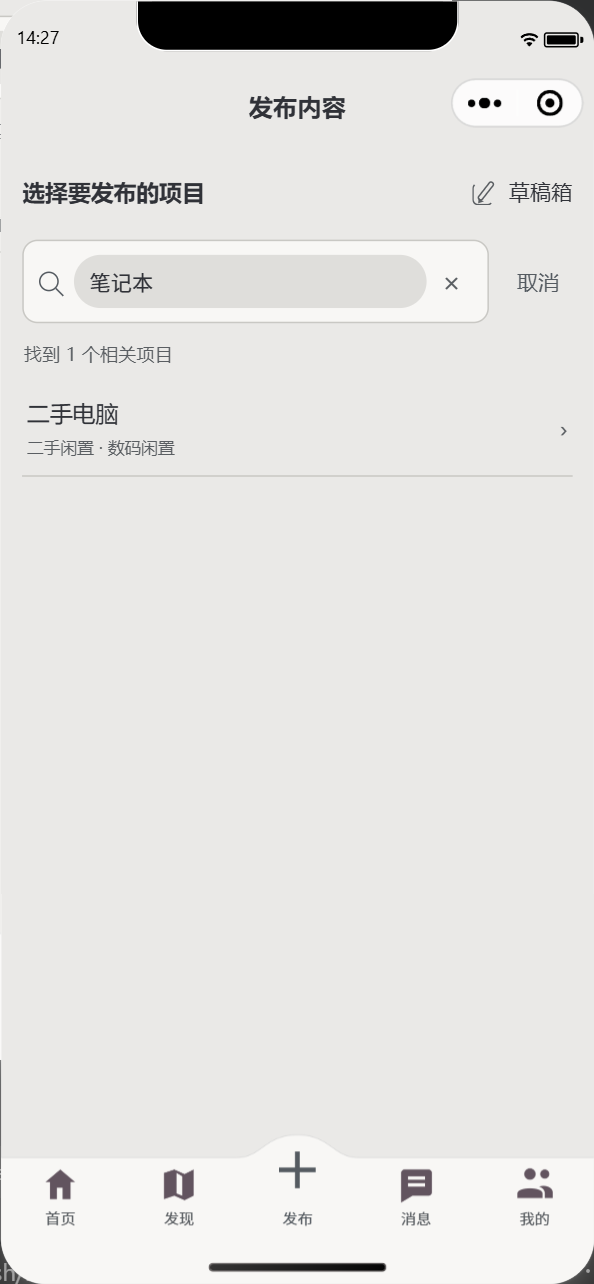 14:27
发布内容
选择要发布的项目 草稿箱
笔记本 × 取消
找到 1 个相关项目
二手电脑
二手闲置 · 数码闲置
首页 发现 发布 消息 我的